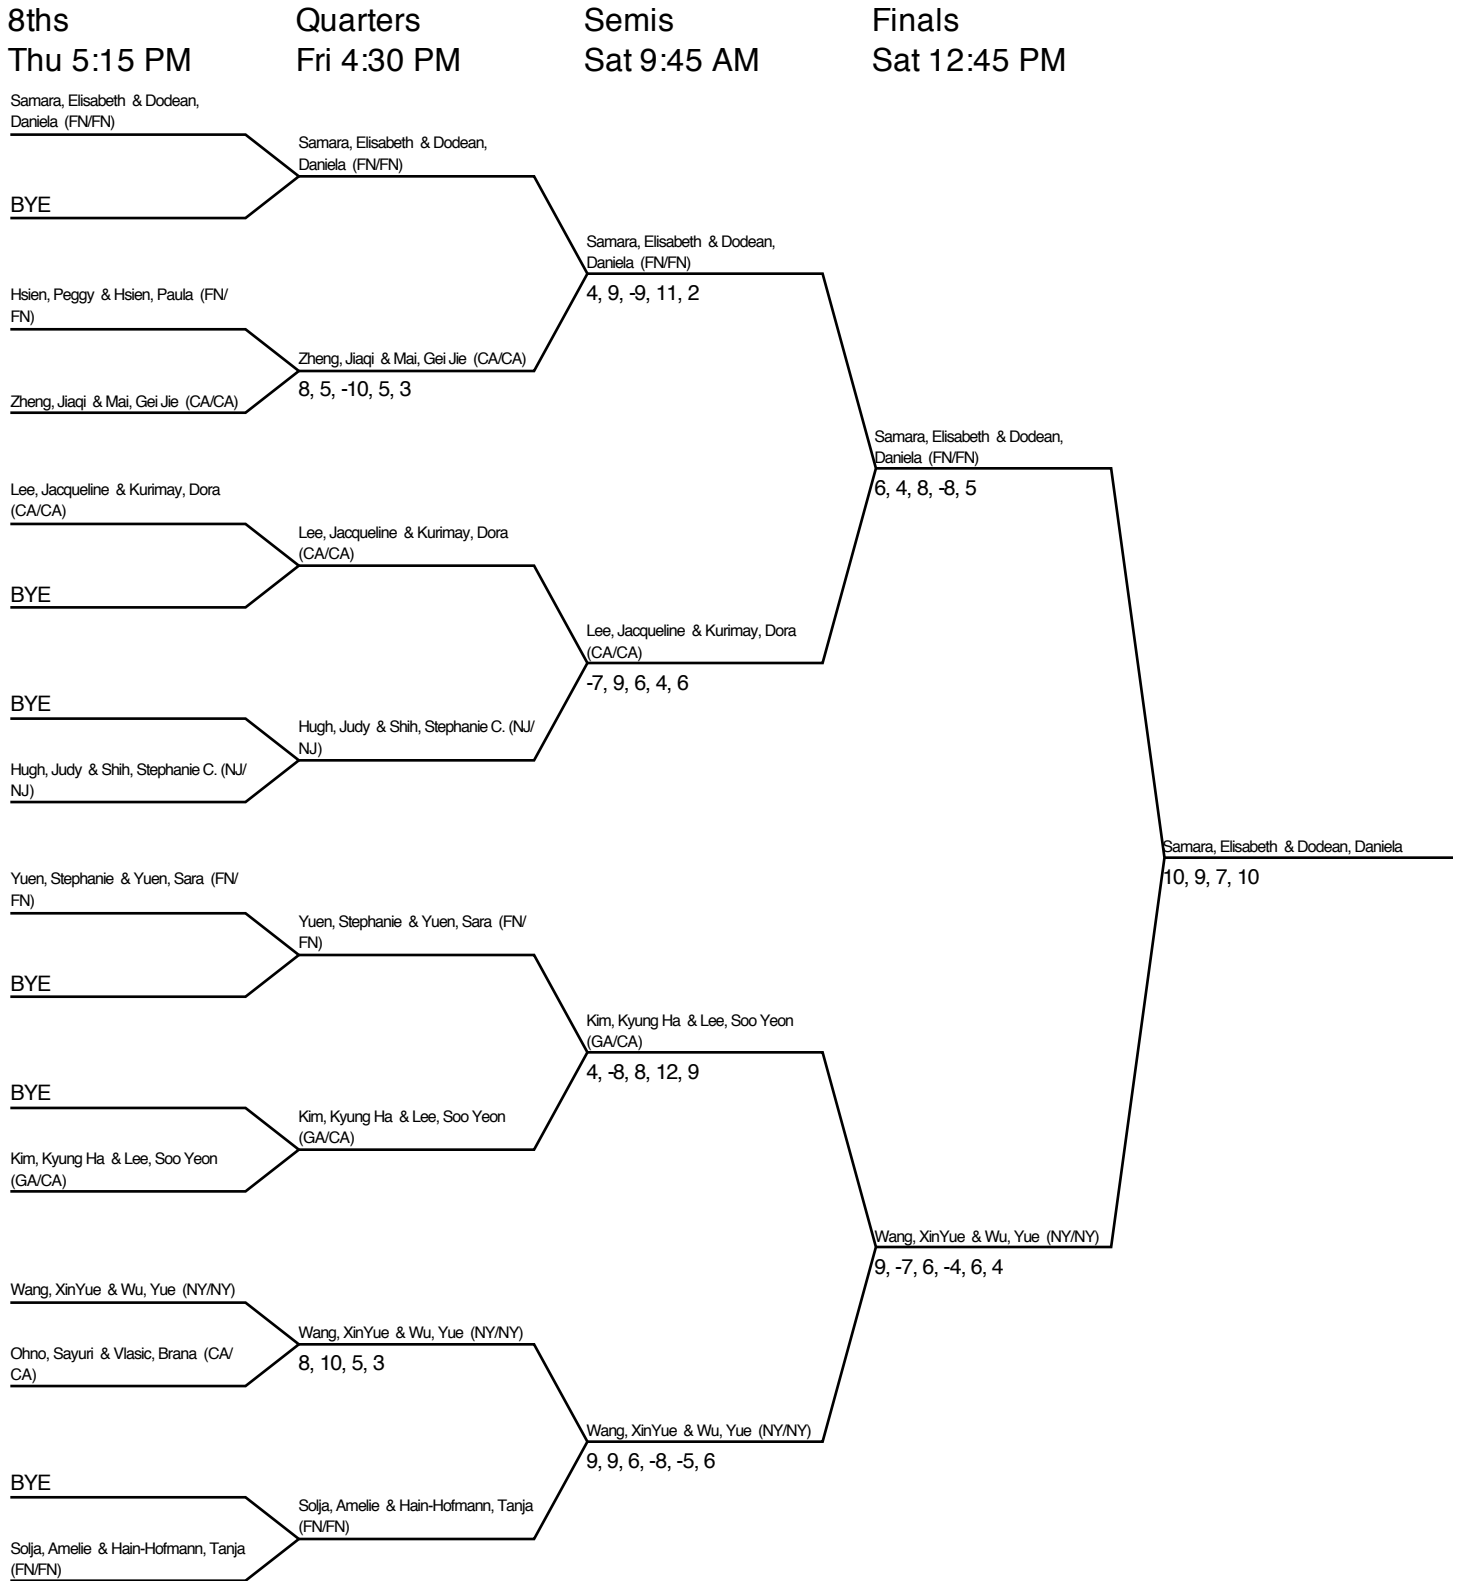 8ths
Thu 5:15 PM
Quarters
Fri 4:30 PM
Semis
Sat 9:45 AM
Finals
Sat 12:45 PM
Samara, Elisabeth & Dodean,
Daniela (FN/FN)
BYE
Hsien, Peggy & Hsien, Paula (FN/
FN)
Zheng, Jiaqi & Mai, Gei Jie (CA/CA)
Lee, Jacqueline & Kurimay, Dora
(CA/CA)
BYE
BYE
Hugh, Judy & Shih, Stephanie C. (NJ/
NJ)
Yuen, Stephanie & Yuen, Sara (FN/
FN)
BYE
BYE
Kim, Kyung Ha & Lee, Soo Yeon
(GA/CA)
Wang, XinYue & Wu, Yue (NY/NY)
Ohno, Sayuri & Vlasic, Brana (CA/
CA)
BYE
Solja, Amelie & Hain-Hofmann, Tanja
(FN/FN)
Samara, Elisabeth & Dodean,
Daniela (FN/FN)
Zheng, Jiaqi & Mai, Gei Jie (CA/CA)
8, 5, -10, 5, 3
Lee, Jacqueline & Kurimay, Dora
(CA/CA)
Hugh, Judy & Shih, Stephanie C. (NJ/
NJ)
Yuen, Stephanie & Yuen, Sara (FN/
FN)
Kim, Kyung Ha & Lee, Soo Yeon
(GA/CA)
Wang, XinYue & Wu, Yue (NY/NY)
8, 10, 5, 3
Solja, Amelie & Hain-Hofmann, Tanja
(FN/FN)
Samara, Elisabeth & Dodean,
Daniela (FN/FN)
4, 9, -9, 11, 2
Lee, Jacqueline & Kurimay, Dora
(CA/CA)
-7, 9, 6, 4, 6
Kim, Kyung Ha & Lee, Soo Yeon
(GA/CA)
4, -8, 8, 12, 9
Wang, XinYue & Wu, Yue (NY/NY)
9, 9, 6, -8, -5, 6
Samara, Elisabeth & Dodean,
Daniela (FN/FN)
6, 4, 8, -8, 5
Wang, XinYue & Wu, Yue (NY/NY)
9, -7, 6, -4, 6, 4
Samara, Elisabeth & Dodean, Daniela
10, 9, 7, 10